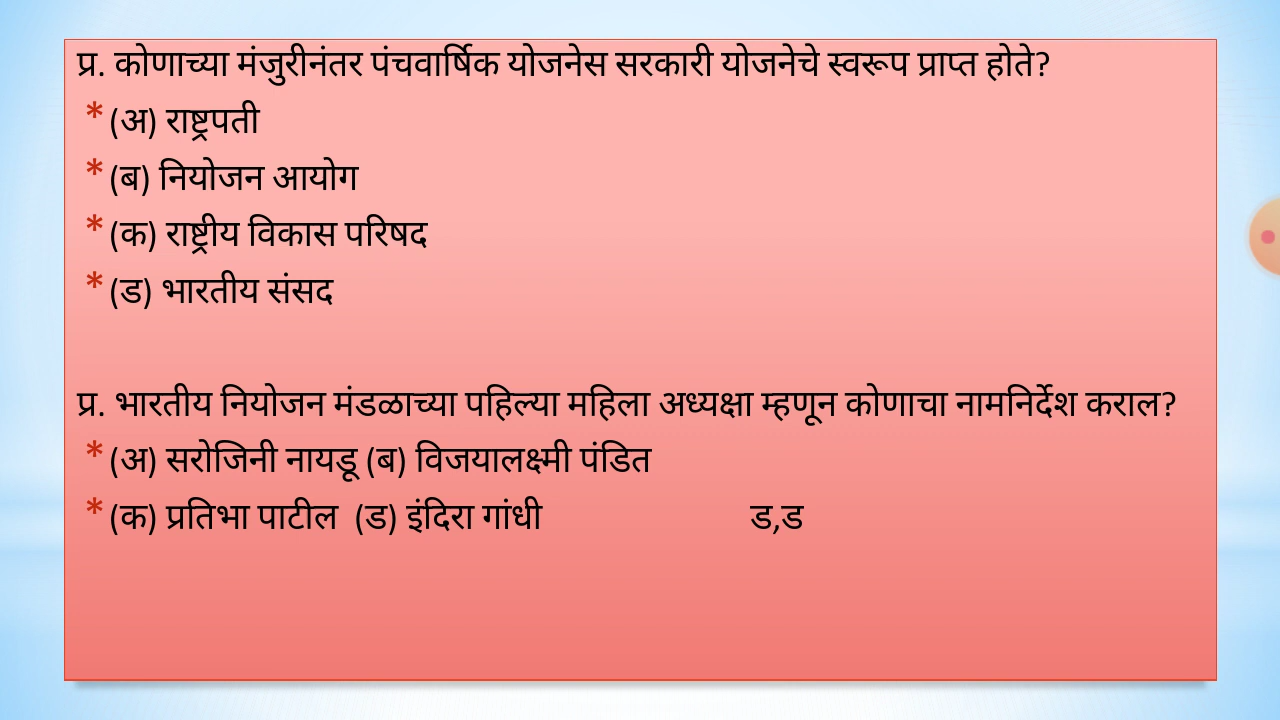 प्र. कोणाच्या मंजुरीनंतर पंचवार्षिक योजनेस सरकारी योजनेचे स्वरूप प्राप्त होते?
* (अ) राष्ट्रपती
* (ब) नियोजन आयोग
* (क) राष्ट्रीय विकास परिषद
* (ड) भारतीय संसद
प्र. भारतीय नियोजन मंडळाच्या पहिल्या महिला अध्यक्षा म्हणून कोणाचा नामनिर्देश कराल?
* (अ) सरोजिनी नायडू (ब) विजयालक्ष्मी पंडित
* (क) प्रतिभा पाटील (ड) इंदिरा गांधी ड,ड